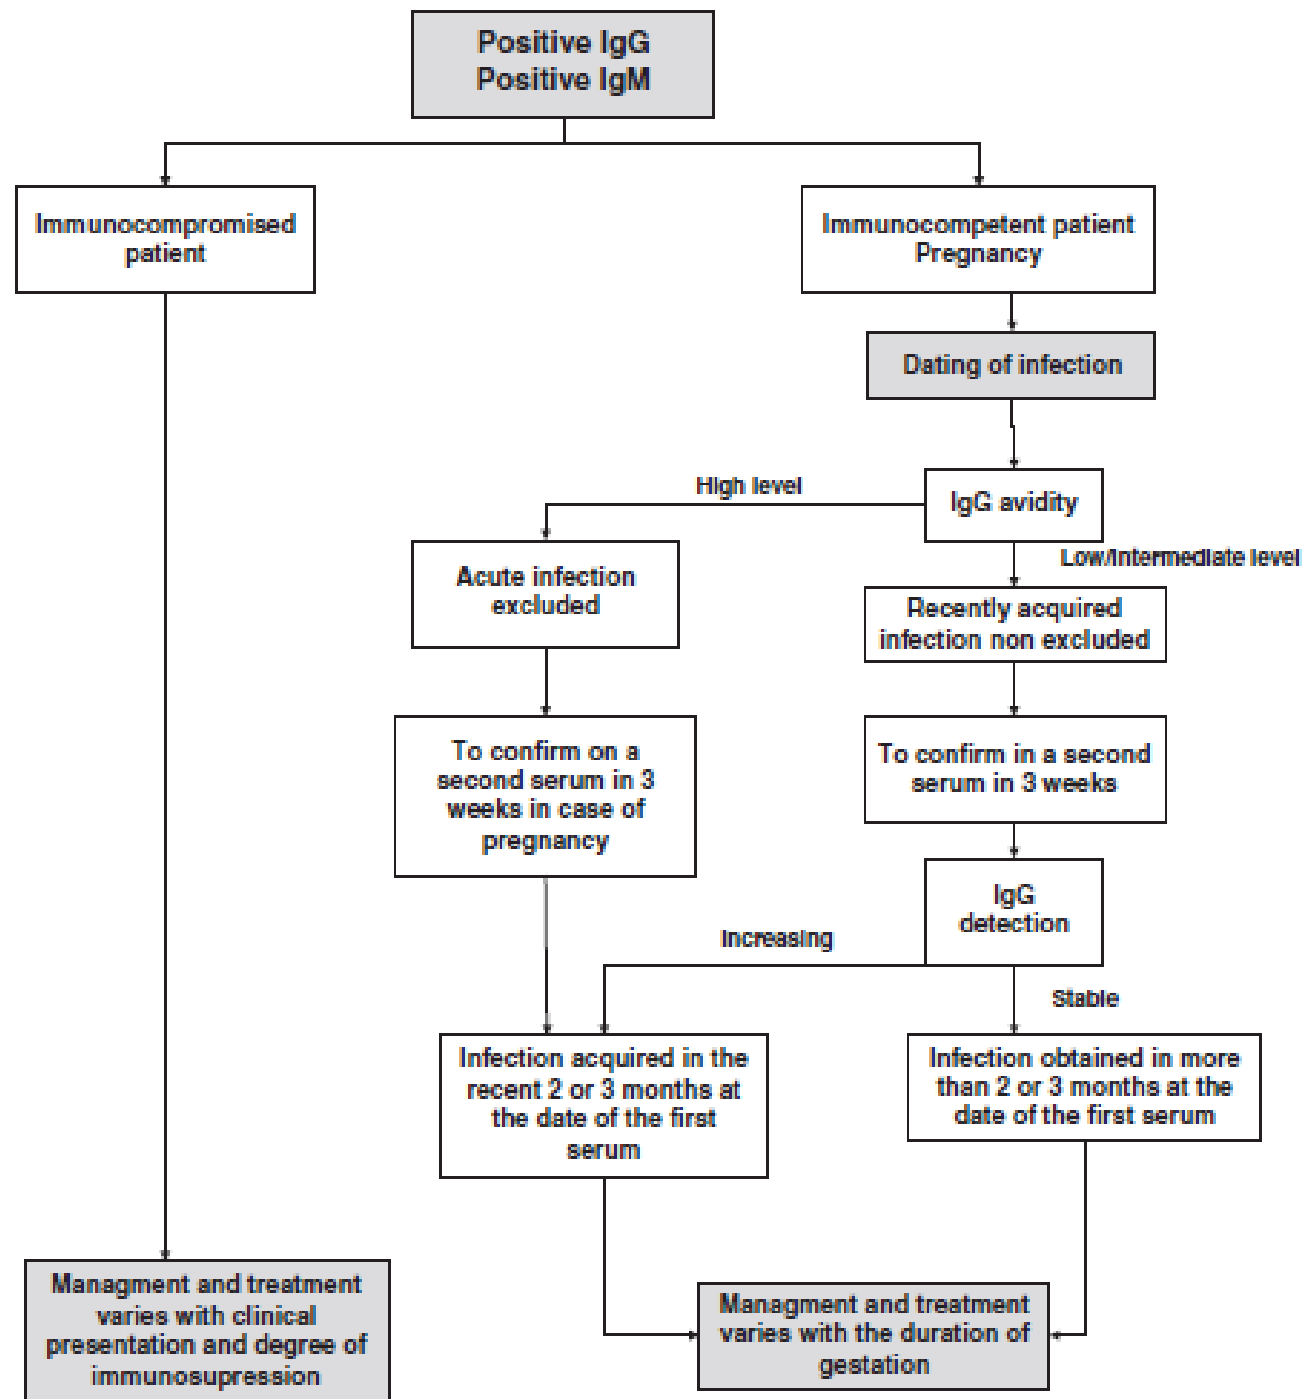 Positive IgG
Positive IgM
Immunocompromised
patient
Immunocompetent patient
Pregnancy
Dating of infection
High level
IgG avidity
Low/Intermediate level
Acute infection
excluded
Recently acquired
infection non excluded
To confirm on a
second serum in 3
weeks in case of
pregnancy
To confirm in a second
serum in 3 weeks
IgG
detection
Increasing
Stable
Infection acquired in the
recent 2 or 3 months at
the date of the first
serum
Infection obtained in more
than 2 or 3 months at the
date of the first serum
Managment and treatment
varies with clinical
presentation and degree of
immunosupression
Managment and treatment
varies with the duration of
gestation